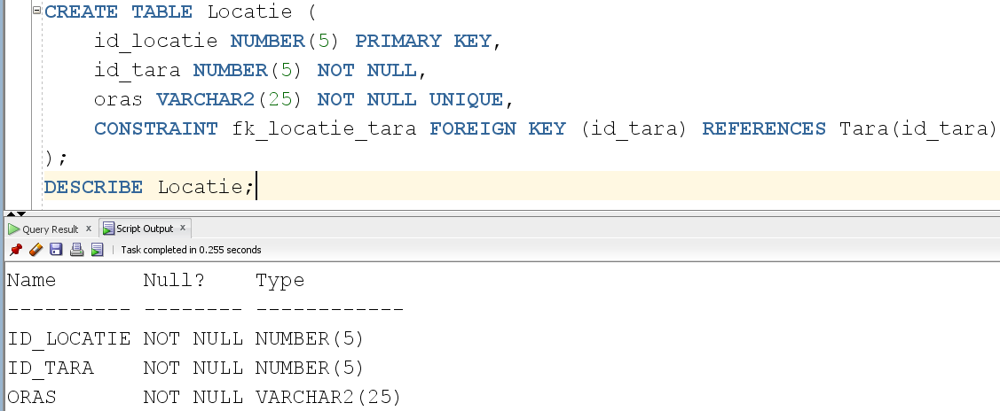 CREATE TABLE Locatie (
    id_locatie NUMBER(5) PRIMARY KEY,
    id_tara NUMBER(5) NOT NULL,
    oras VARCHAR2(25) NOT NULL UNIQUE,
    CONSTRAINT fk_locatie_tara FOREIGN KEY (id_tara) REFERENCES Tara(id_tara)
);
DESCRIBE Locatie;
Query Result x Script Output x
Task completed in 0.255 seconds
Name       Null?    Type
---------- -------- ------------
ID_LOCATIE NOT NULL NUMBER(5)
ID_TARA    NOT NULL NUMBER(5)
ORAS       NOT NULL VARCHAR2(25)